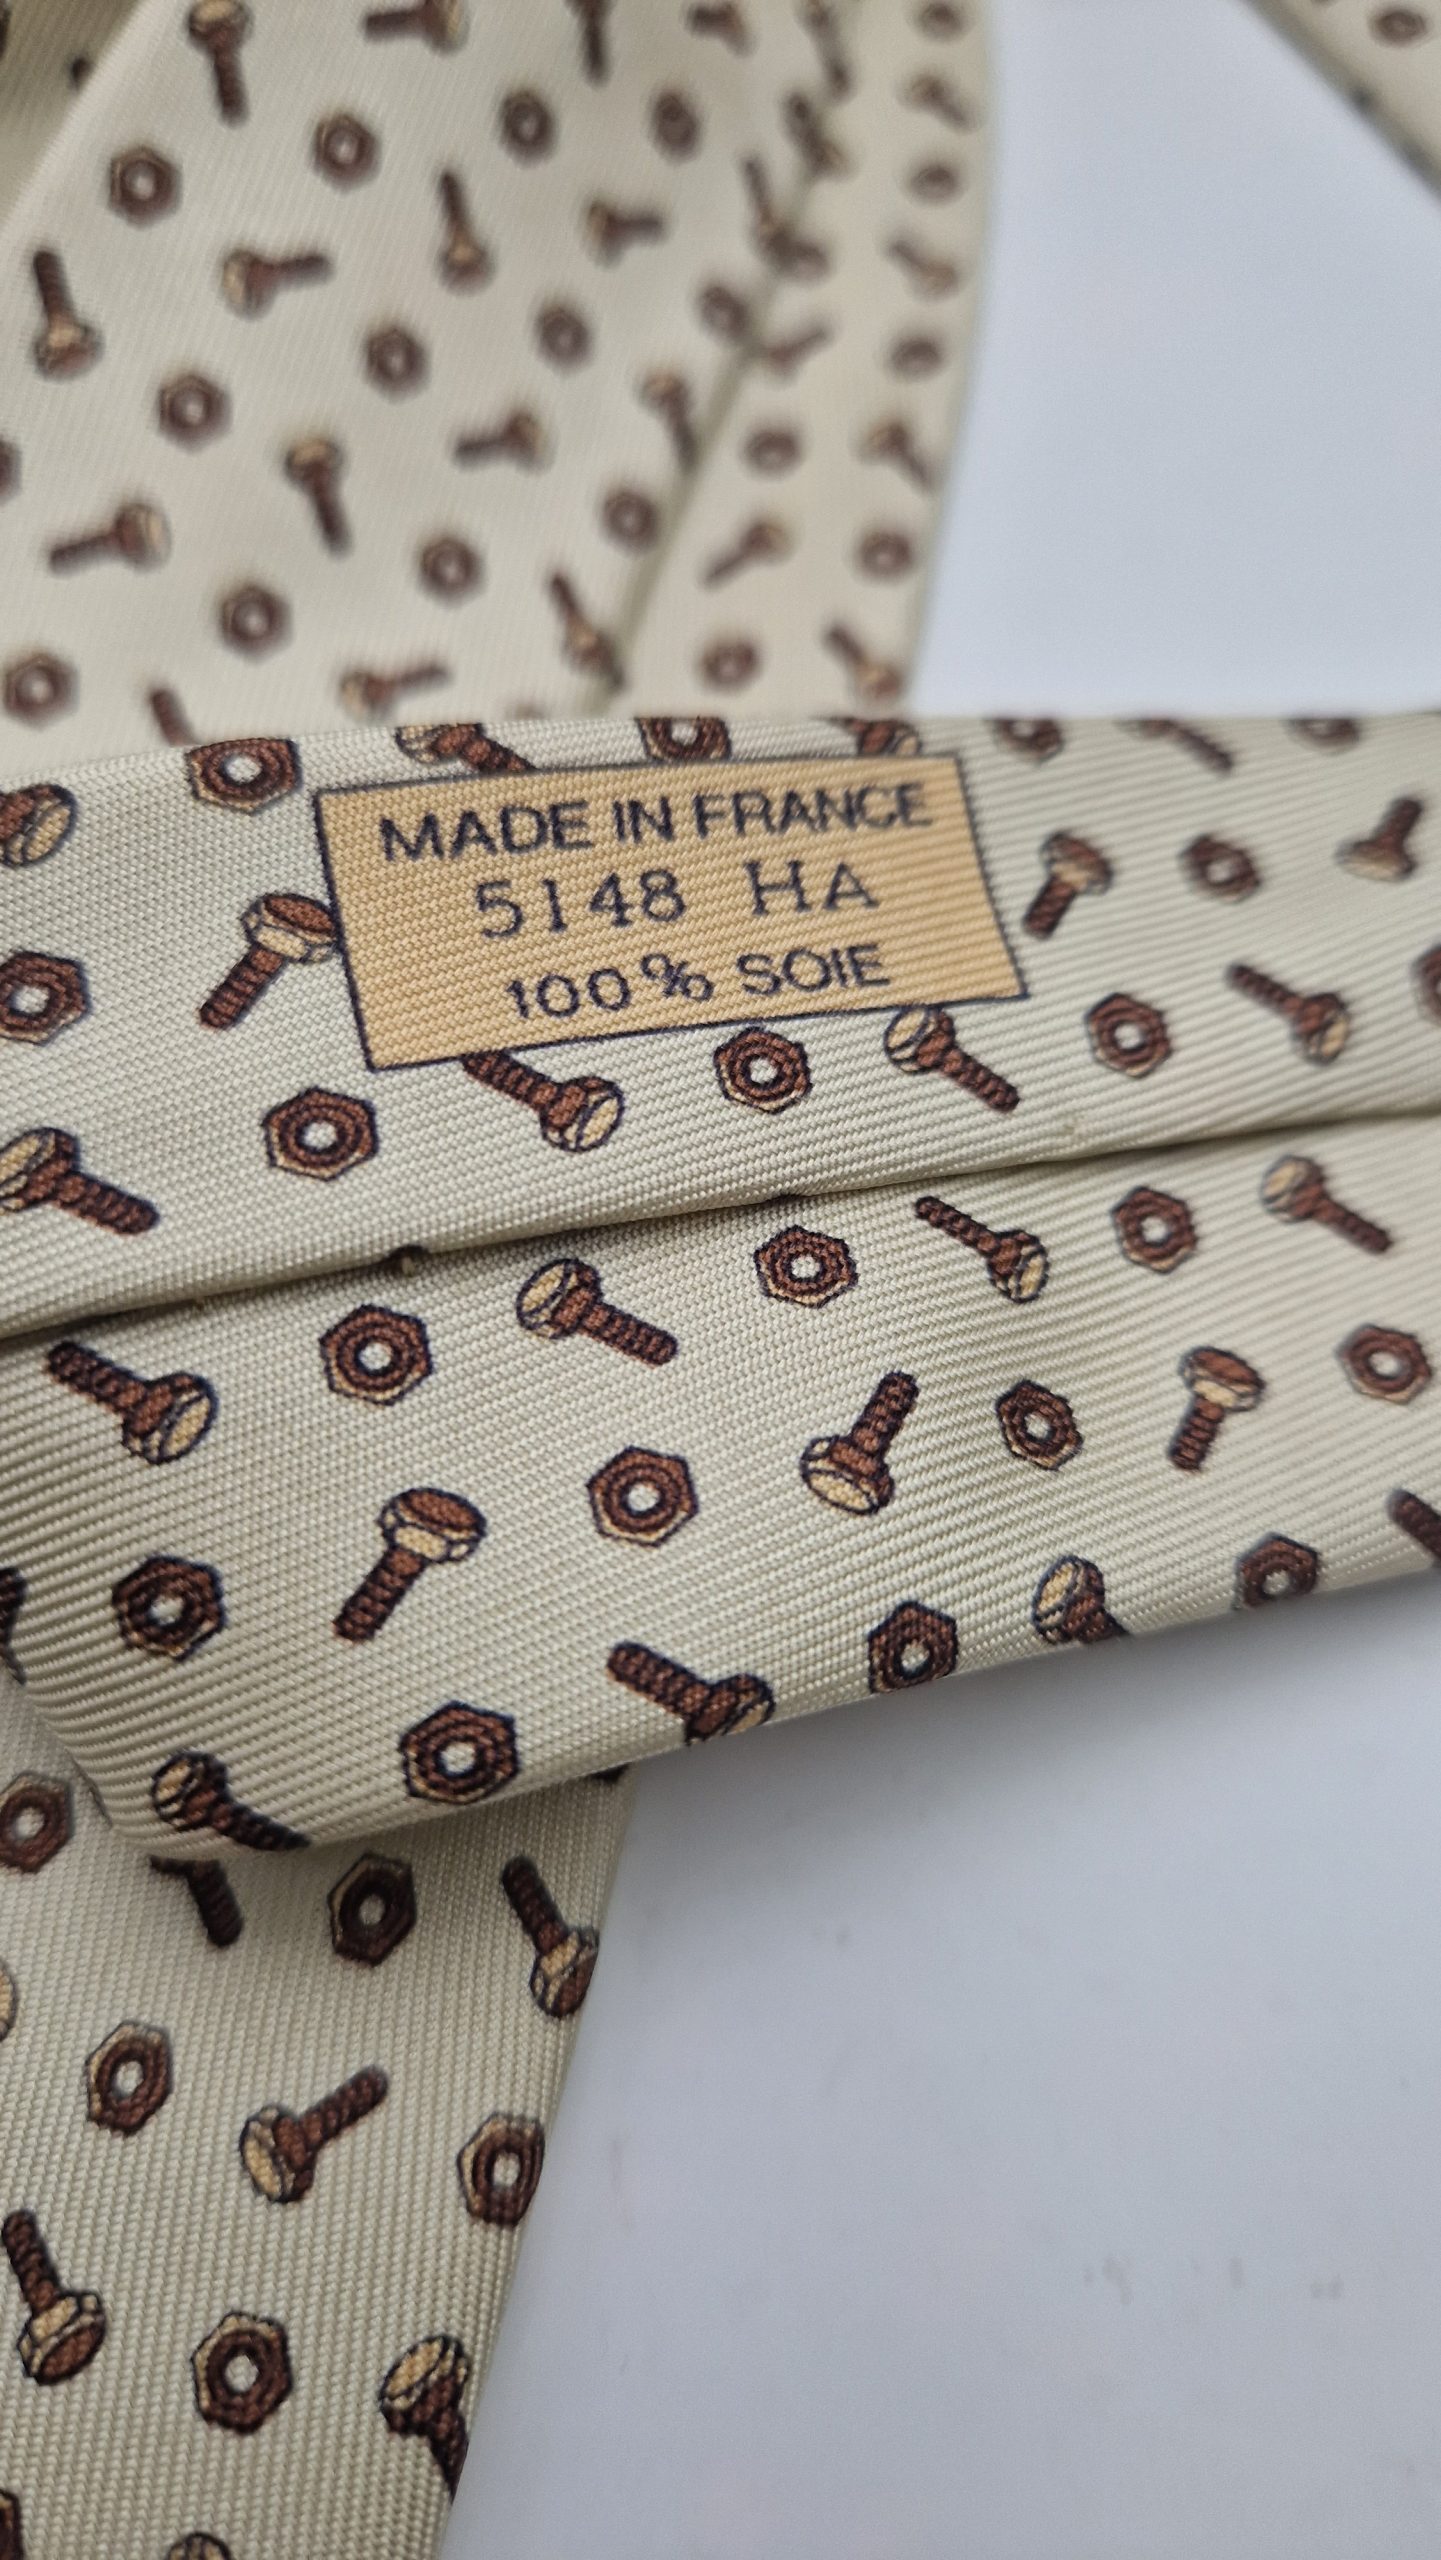 MADE IN FRANCE
5148 HA
100% SOIE